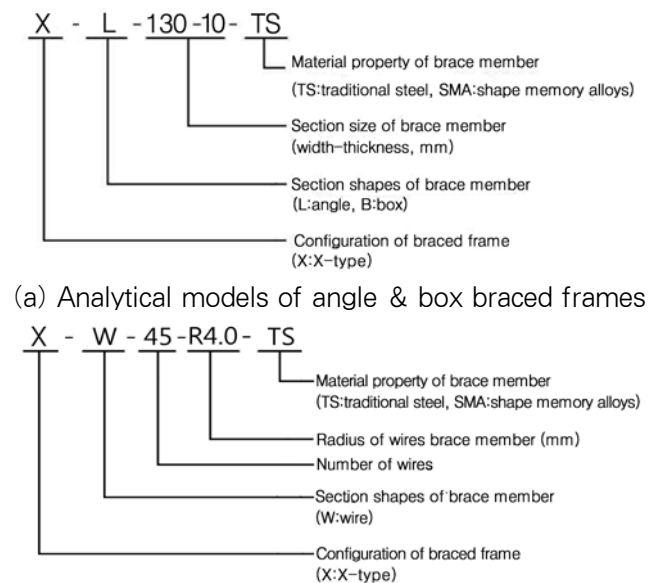 X - L - 130 -10 - TS
Material property of brace member
(TS:traditional steel, SMA:shape memory alloys)
Section size of brace member
(width-thickness, mm)
Section shapes of brace member
(L:angle, B:box)
Configuration of braced frame
(X:X-type)
(a) Analytical models of angle & box braced frames
X - W - 45 -R4.0 - TS
Material property of brace member
(TS:traditional steel, SMA:shape memory alloys)
Radius of wires brace member (mm)
Number of wires
Section shapes of brace member
(W:wire)
Configuration of braced frame
(X:X-type)